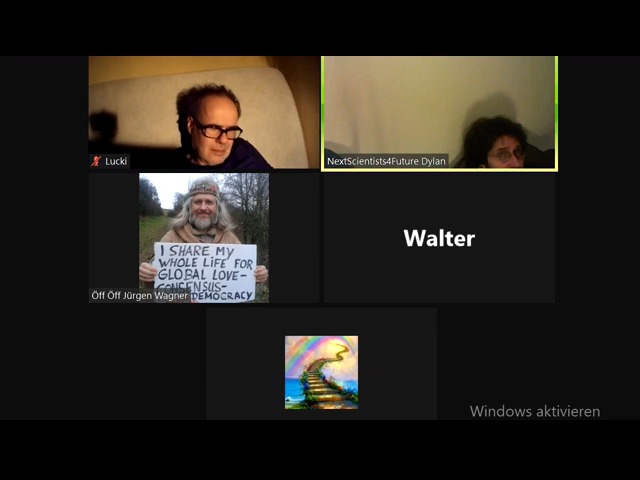 Lucki
NextScientists4Future Dylan
I SHARE MY
WHOLE LIFE FOR
GLOBAL LOVE-
CONSENSUS-
DEMOCRACY
Öff Öff Jürgen Wagner
Walter
Windows aktivieren